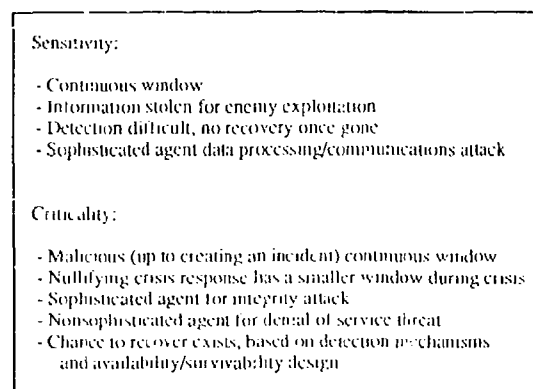 Sensitivity:
- Continuous window
- Information stolen for enemy exploitation
- Detection difficult, no recovery once gone
- Sophisticated agent data processing/communications attack
Criticality:
- Malicious (up to creating an incident) continuous window
- Nullifying crisis response has a smaller window during crisis
- Sophisticated agent for integrity attack
- Nonsophisticated agent for denial of service threat
- Chance to recover exists, based on detection mechanisms
and availability/survivability design